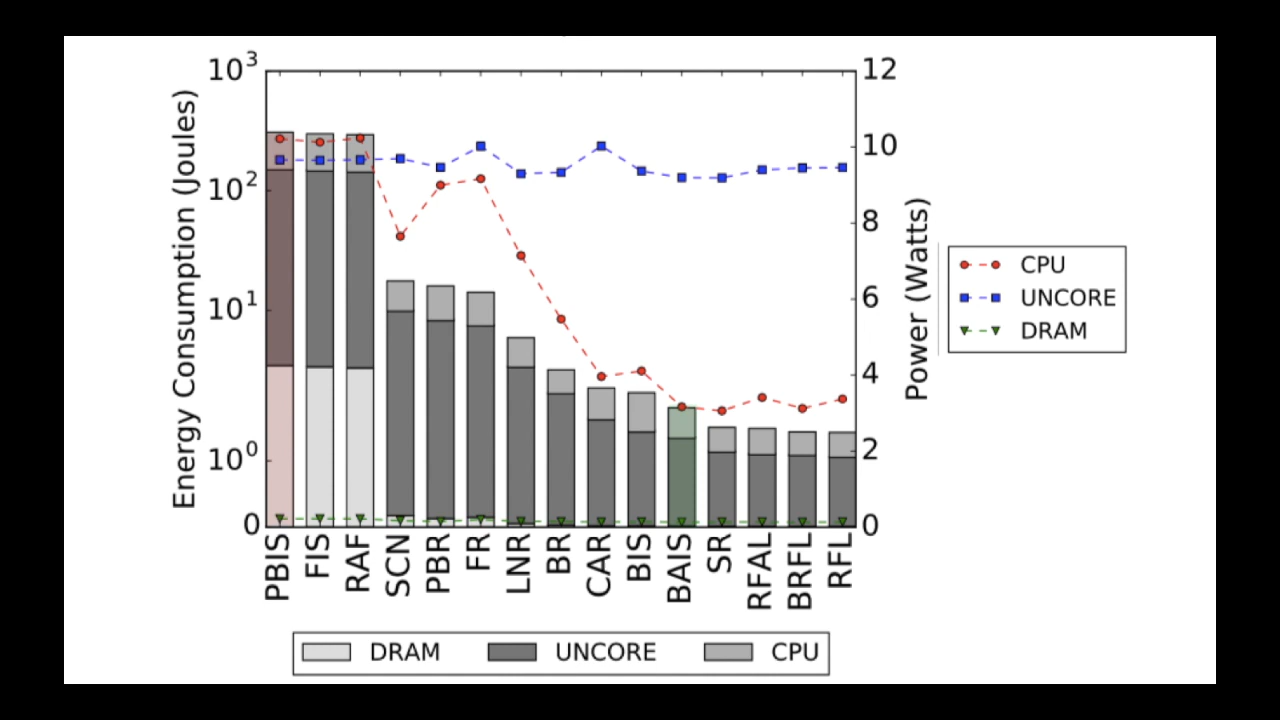 10³
10²
10¹
10⁰
0
Energy Consumption (Joules)
12
10
8
6
4
2
0
Power (Watts)
CPU
UNCORE
DRAM
PBIS
FIS
RAF
SCN
PBR
FR
LNR
BR
CAR
BIS
BAIS
SR
RFAL
BRFL
RFL
DRAM UNCORE CPU